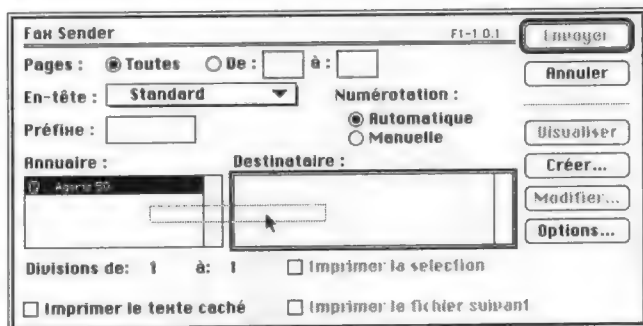 Fax Sender F1-1.0.1
Envoyer
Pages : Toutes De : à :
Annuler
En-tête : Standard Numérotation :
Automatique
Préfixe : Manuelle
Visualiser
Annuaire : Destinataire :
Créer...
Modifier...
Options...
Divisions de: 1 à: 1 Imprimer la sélection
Imprimer le texte caché Imprimer le fichier suivant